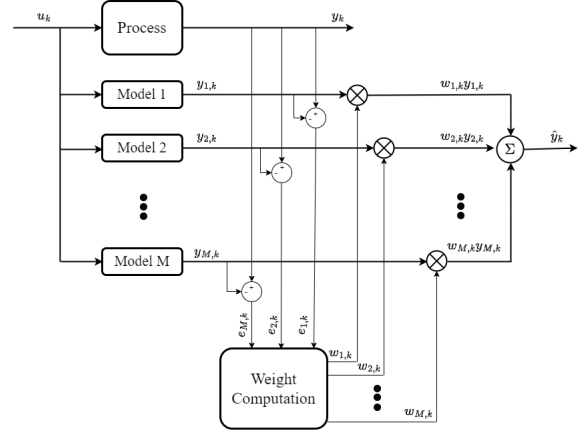 u_k
Process
y_k
Model 1
y_{1,k}
w_{1,k}y_{1,k}
-
+
Model 2
y_{2,k}
w_{2,k}y_{2,k}
Σ
ŷ_k
-
+
Model M
y_{M,k}
w_{M,k}y_{M,k}
-
+
e_{M,k}
e_{2,k}
e_{1,k}
w_{1,k}
w_{2,k}
Weight
Computation
w_{M,k}